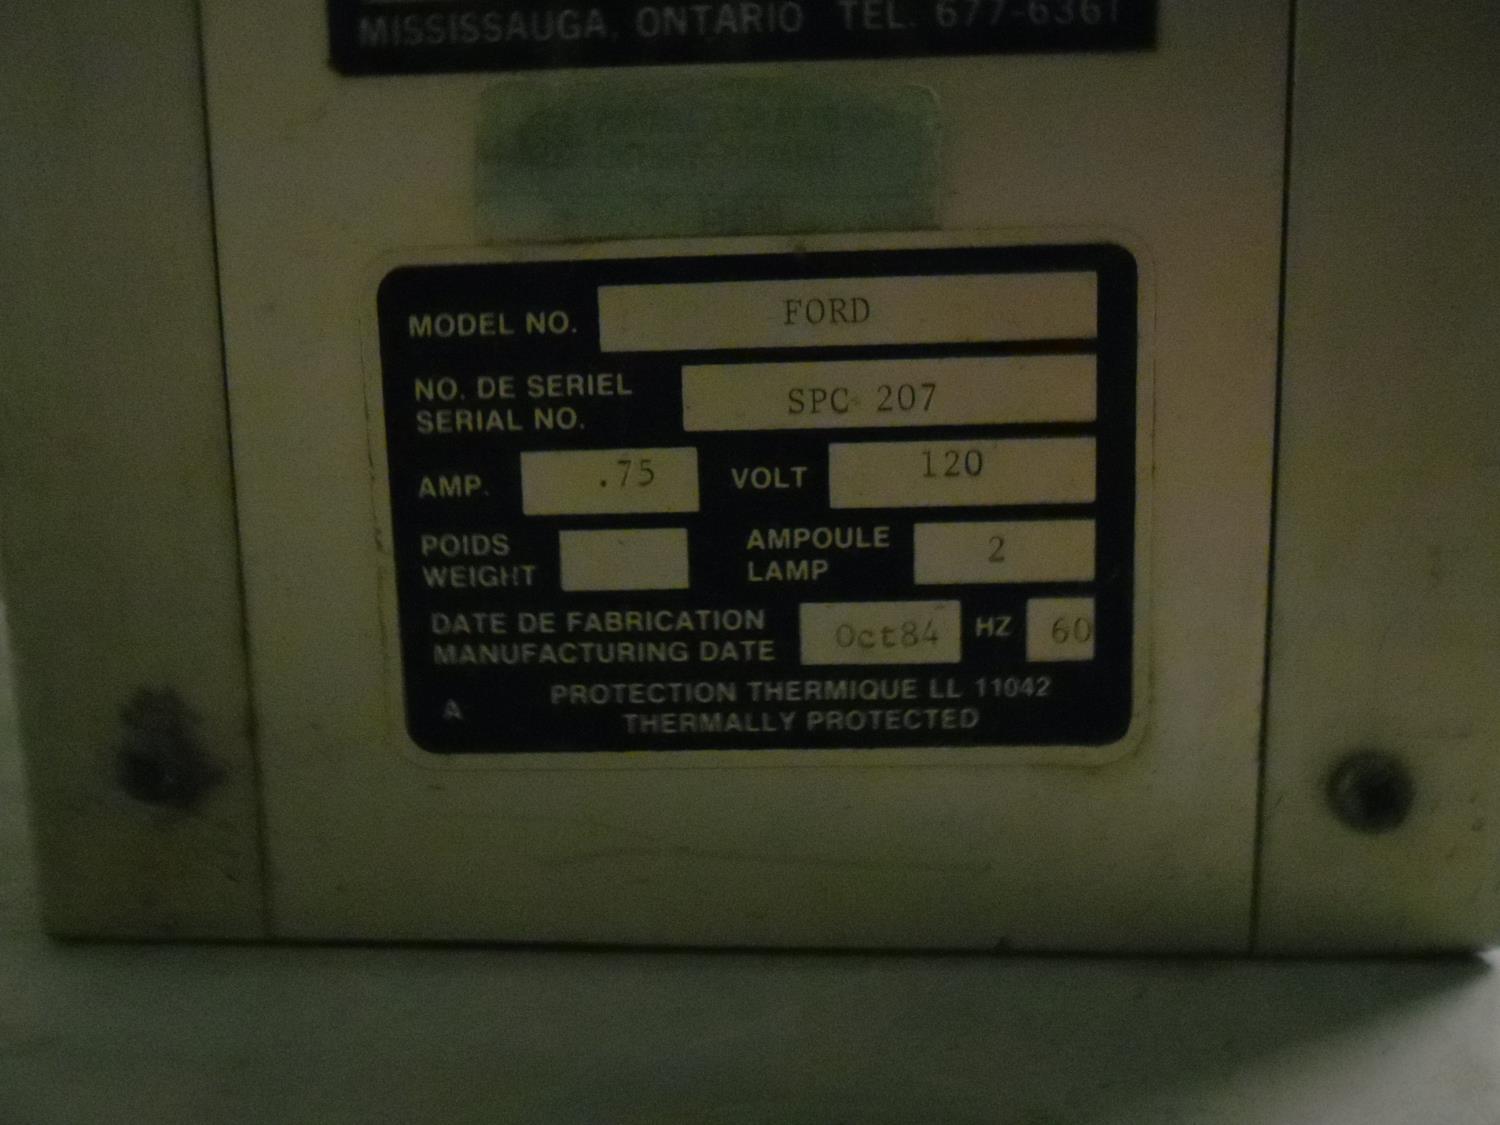 MISSISSAUGA, ONTARIO TEL. 677-6361
MODEL NO. FORD
NO. DE SERIEL
SERIAL NO. SPC 207
AMP. .75 VOLT 120
POIDS
WEIGHT
AMPOULE
LAMP 2
DATE DE FABRICATION
MANUFACTURING DATE Oct84 HZ 60
A PROTECTION THERMIQUE LL 11042
THERMALLY PROTECTED